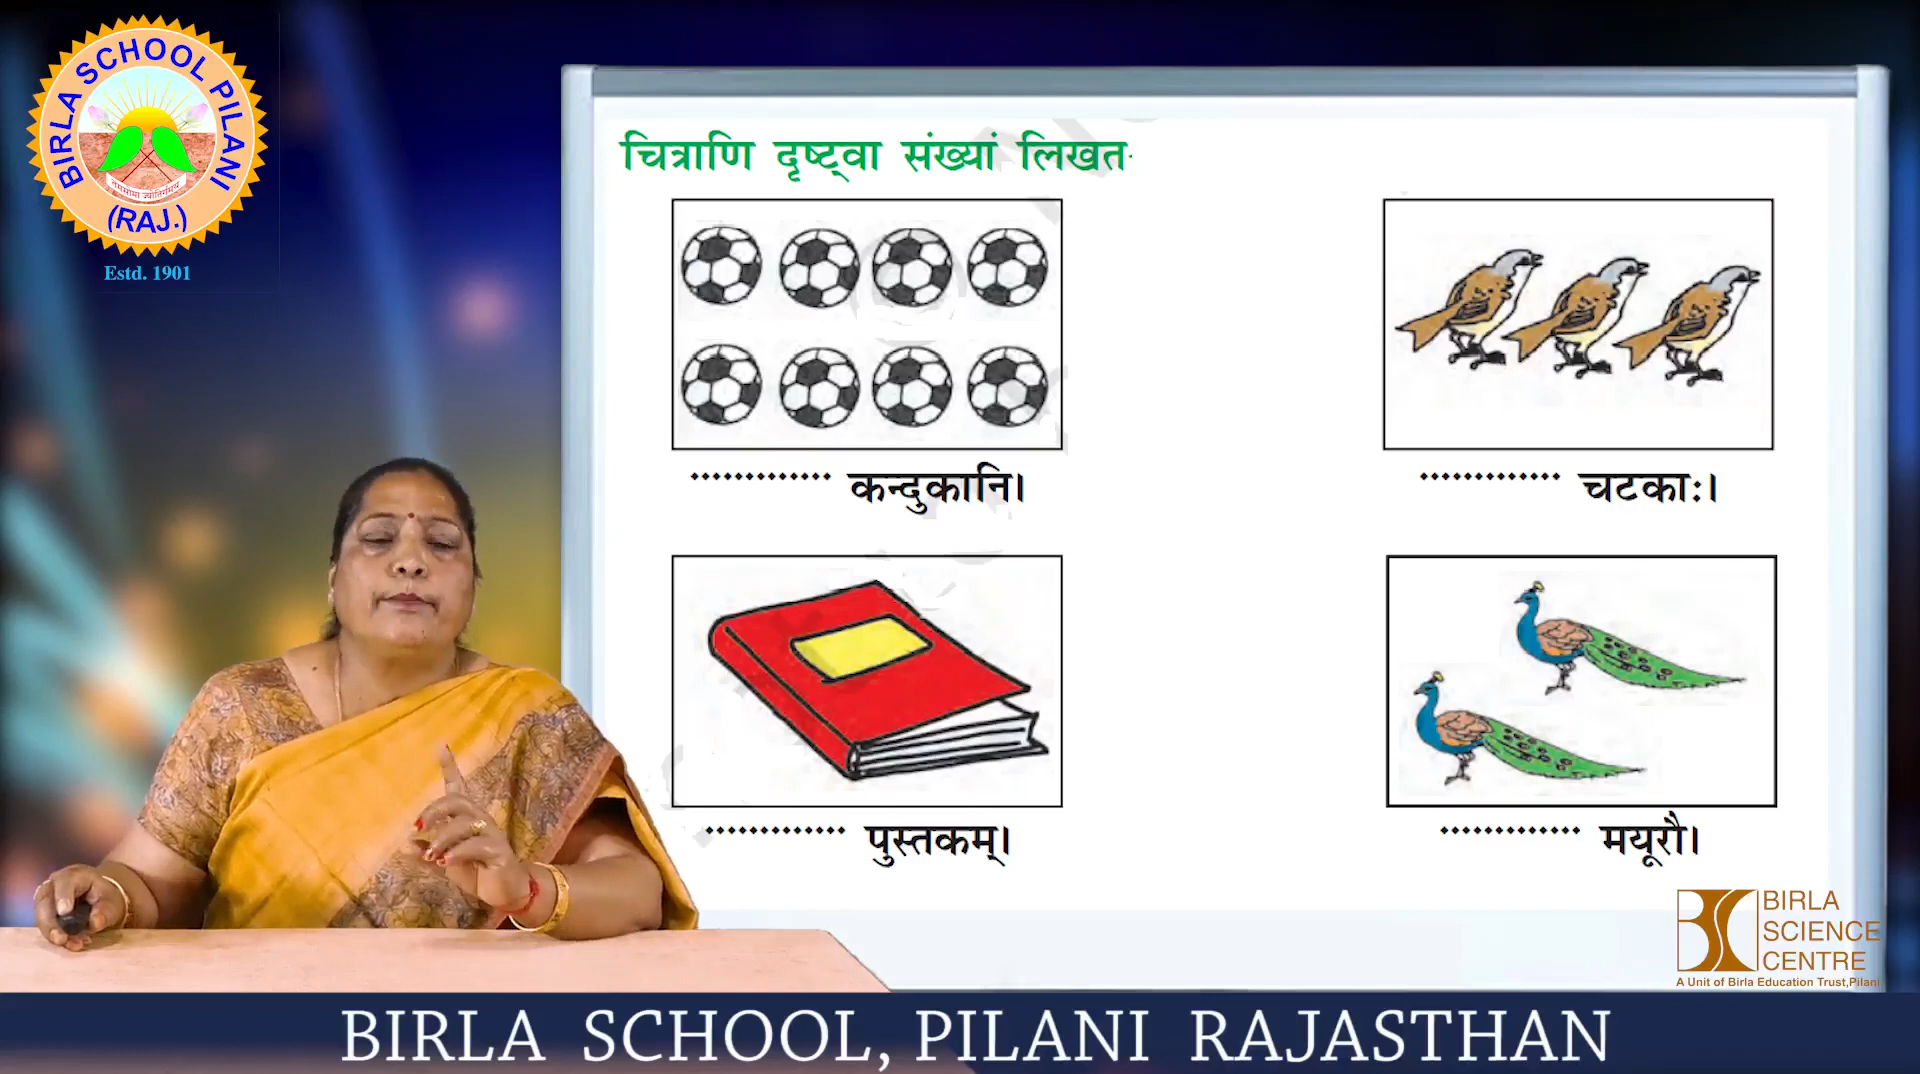 BIRLA SCHOOL PILANI
(RAJ.)
Estd. 1901
चित्राणि दृष्ट्वा संख्यां लिखत-
............. कन्दुकानि।
............. चटकाः।
............. पुस्तकम्।
............. मयूरौ।
BIRLA
SCIENCE
CENTRE
A Unit of Birla Education Trust,Pilani
BIRLA SCHOOL, PILANI RAJASTHAN